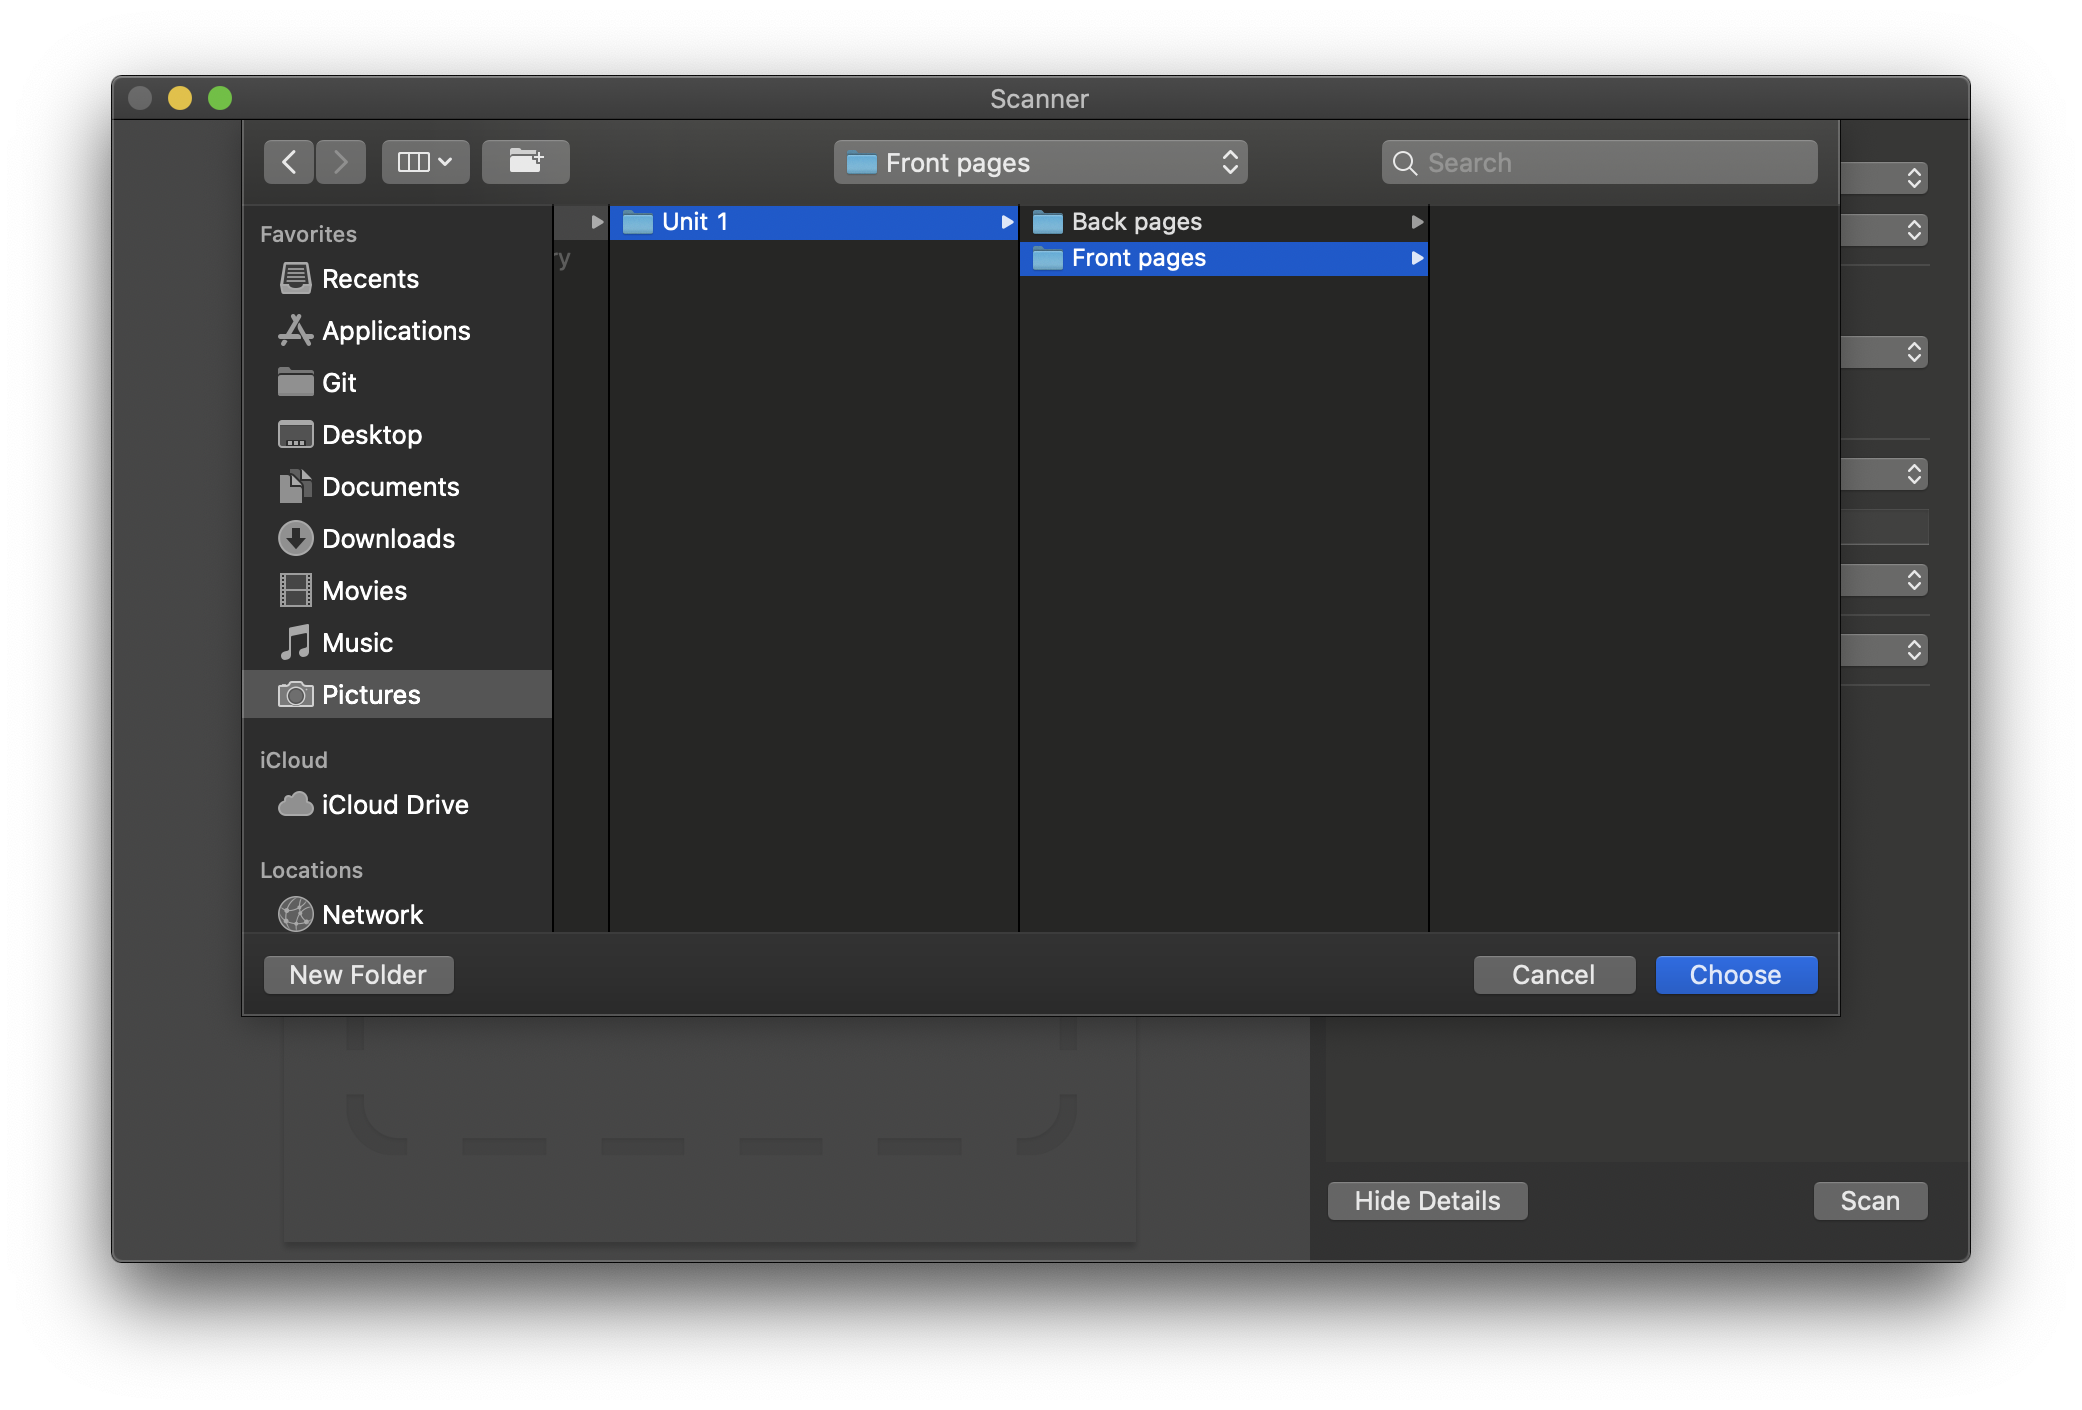 Scanner
Front pages
Search
Favorites
Recents
Applications
Git
Desktop
Documents
Downloads
Movies
Music
Pictures
iCloud
iCloud Drive
Locations
Network
Unit 1
Back pages
Front pages
New Folder
Cancel
Choose
Hide Details
Scan